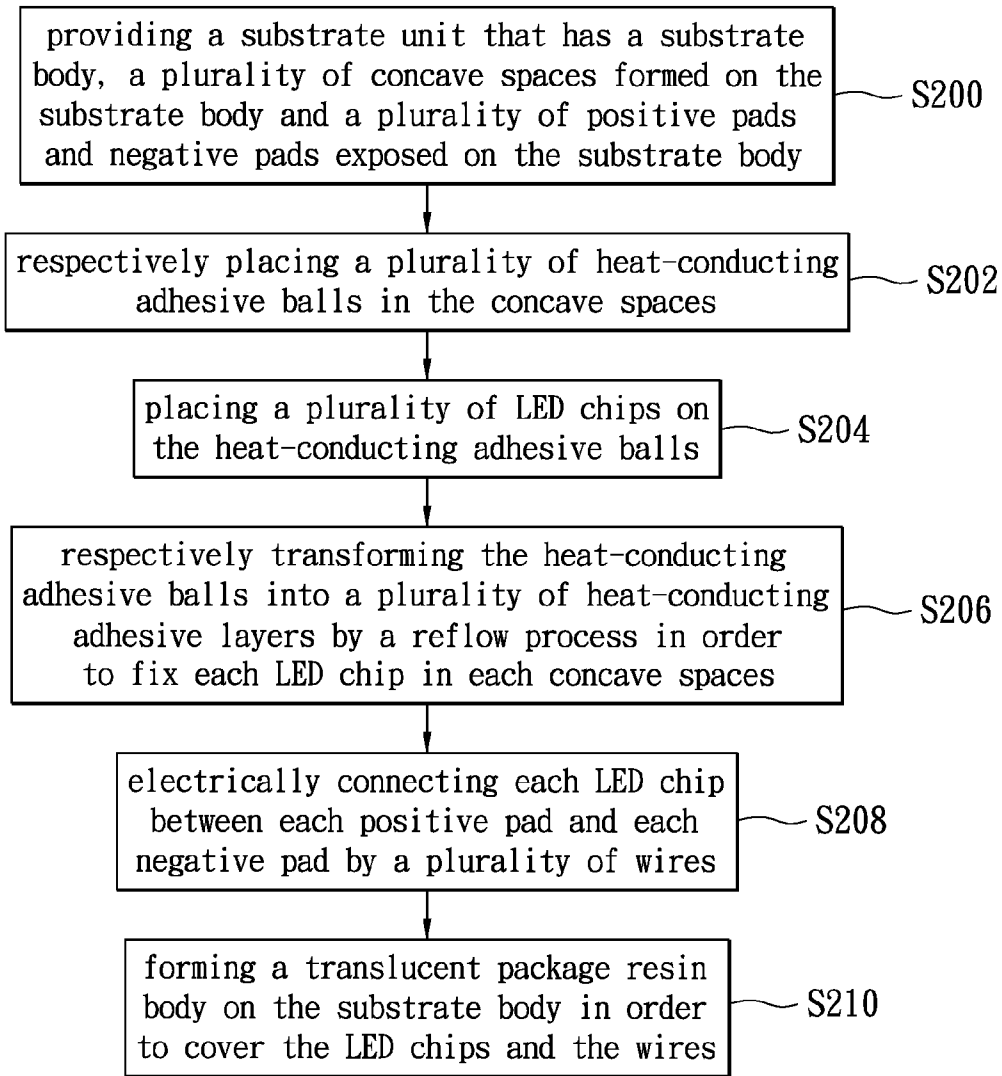 providing a substrate unit that has a substrate
body, a plurality of concave spaces formed on the
substrate body and a plurality of positive pads
and negative pads exposed on the substrate body
S200
respectively placing a plurality of heat-conducting
adhesive balls in the concave spaces
S202
placing a plurality of LED chips on
the heat-conducting adhesive balls
S204
respectively transforming the heat-conducting
adhesive balls into a plurality of heat-conducting
adhesive layers by a reflow process in order
to fix each LED chip in each concave spaces
S206
electrically connecting each LED chip
between each positive pad and each
negative pad by a plurality of wires
S208
forming a translucent package resin
body on the substrate body in order
to cover the LED chips and the wires
S210